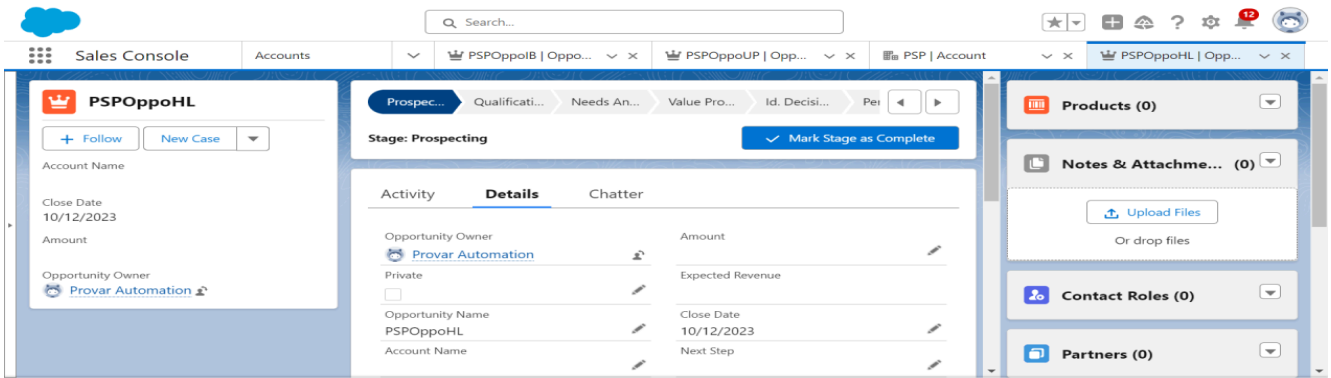 Search...
12
Sales Console
Accounts
PSPOppoIB | Oppo...
PSPOppoUP | Opp...
PSP | Account
PSPOppoHL | Opp...
PSPOppoHL
+ Follow
New Case
Account Name
Close Date
10/12/2023
Amount
Opportunity Owner
Provar Automation
Prospec...
Qualificati...
Needs An...
Value Pro...
Id. Decisi...
Stage: Prospecting
Mark Stage as Complete
Activity
Details
Chatter
Opportunity Owner
Provar Automation
Amount
Private
Expected Revenue
Opportunity Name
PSPOppoHL
Close Date
10/12/2023
Account Name
Next Step
Products (0)
Notes & Attachme... (0)
Upload Files
Or drop files
Contact Roles (0)
Partners (0)